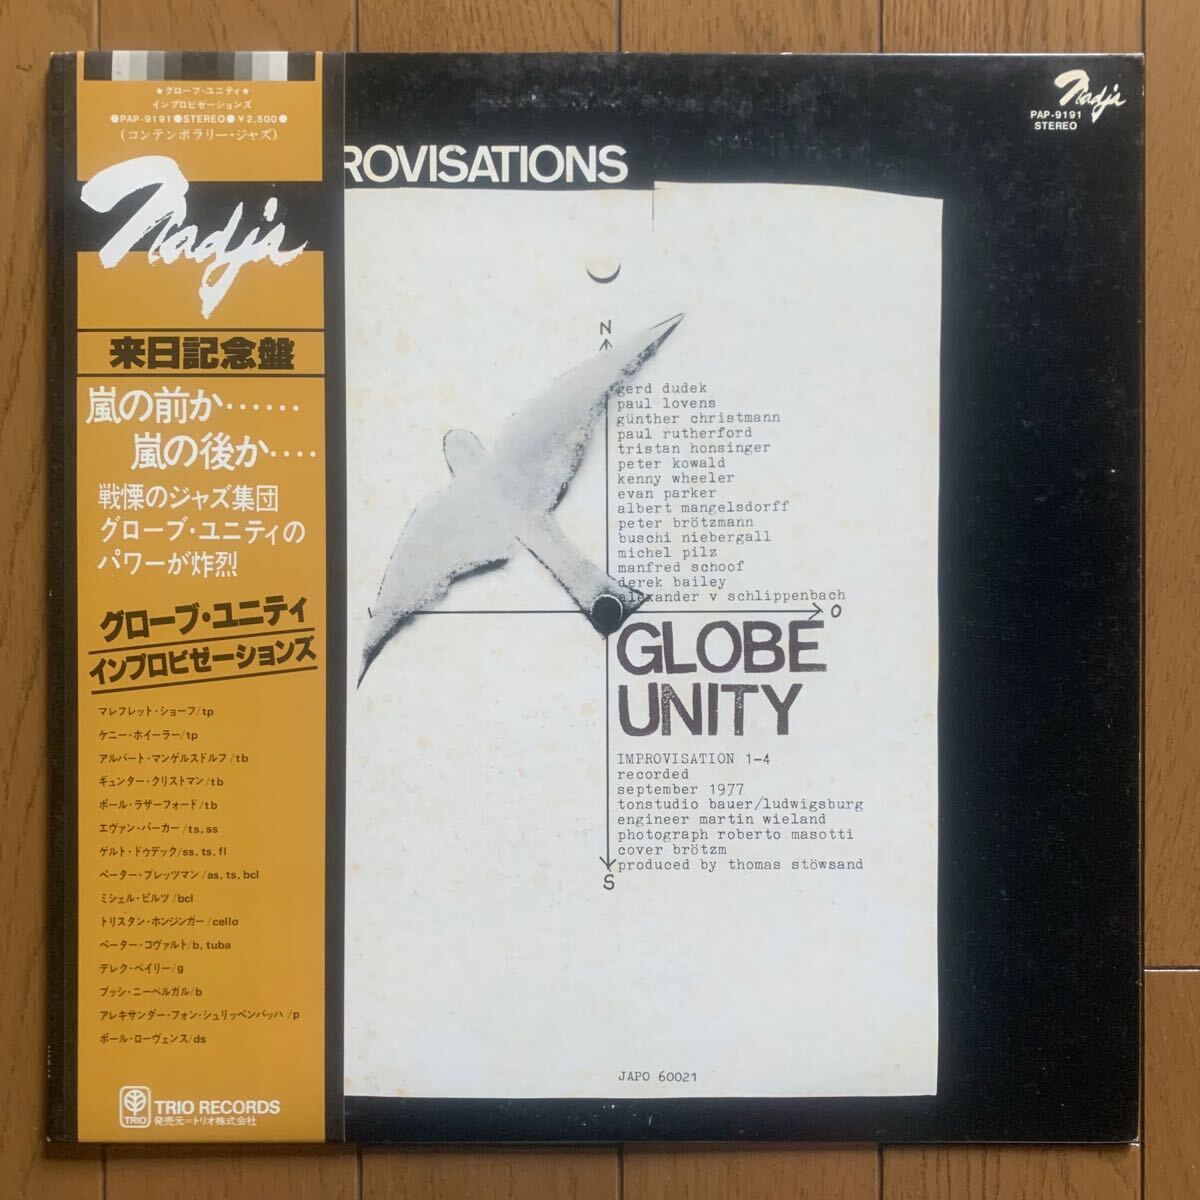 ★グローブ・ユニティ★
インプロビゼーションズ
●PAP-9191●STEREO●￥2,500●
(コンテンポラリー・ジャズ)
Nadja
来日記念盤
嵐の前か……
嵐の後か‥‥
戦慄のジャズ集団
グローブ・ユニティの
パワーが炸烈
グローブ・ユニティ
インプロビゼーションズ
マレフレット・ショーフ/tp
ケニー・ホイーラー/tp
アルバート・マンゲルスドルフ/tb
ギュンター・クリストマン/tb
ポール・ラザーフォード/tb
エヴァン・パーカー/ts,ss
ゲルト・ドゥデック/ss,ts,fl
ペーター・ブレッツマン/as,ts,bcl
ミシェル・ピルツ/bcl
トリスタン・ホンジンガー/cello
ペーター・コヴァルト/b,tuba
デレク・ベイリー/g
ブッシ・ニーベルガル/b
アレキサンダー・フォン・シュリッペンバッハ/p
ポール・ローヴェンス/ds
TRIO
TRIO RECORDS
発売元=トリオ株式会社
ROVISATIONS
Nadja
PAP-9191
STEREO
N
gerd dudek
paul lovens
günther christmann
paul rutherford
tristan honsinger
peter kowald
kenny wheeler
evan parker
albert mangelsdorff
peter brötzmann
buschi niebergall
michel pilz
manfred schoof
derek bailey
alexander v schlippenbach
O
GLOBE
UNITY
IMPROVISATION 1-4
recorded
september 1977
tonstudio bauer/ludwigsburg
engineer martin wieland
photograph roberto masotti
cover brötzm
produced by thomas stöwsand
S
JAPO 60021